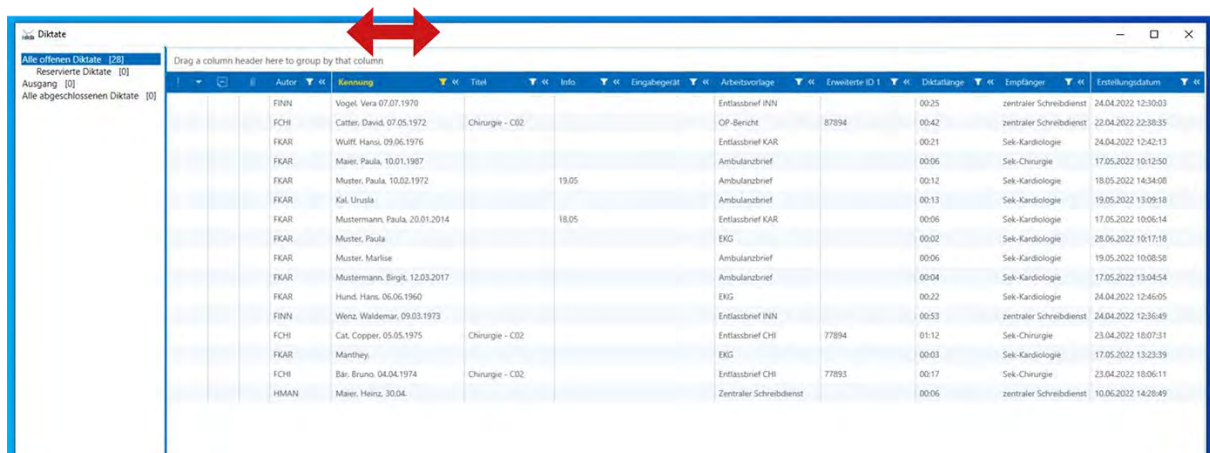 Diktate
Alle offenen Diktate [28]
Reservierte Diktate [0]
Ausgang [0]
Alle abgeschlossenen Diktate [0]
Drag a column header here to group by that column
! Autor Kennung Titel Info Eingabegerät Arbeitsvorlage Erweiterte ID 1 Diktatlänge Empfänger Erstellungsdatum
FINN Vogel, Vera 07.07.1970 Entlassbrief INN 00:25 zentraler Schreibdienst 24.04.2022 12:30:03
FCHI Catter, David, 07.05.1972 Chirurgie - C02 OP-Bericht 87894 00:42 zentraler Schreibdienst 22.04.2022 22:38:35
FKAR Wulff, Hansi, 09.06.1976 Entlassbrief KAR 00:21 Sek-Kardiologie 24.04.2022 12:42:13
FKAR Maier, Paula, 10.01.1987 Ambulanzbrief 00:06 Sek-Chirurgie 17.05.2022 10:12:50
FKAR Muster, Paula, 10.02.1972 19.05 Ambulanzbrief 00:12 Sek-Kardiologie 18.05.2022 14:34:08
FKAR Kal, Urusla Ambulanzbrief 00:13 Sek-Kardiologie 19.05.2022 13:09:18
FKAR Mustermann, Paula, 20.01.2014 18.05 Entlassbrief KAR 00:06 Sek-Kardiologie 17.05.2022 10:06:14
FKAR Muster, Paula EKG 00:02 Sek-Kardiologie 28.06.2022 10:17:18
FKAR Muster, Marlise Ambulanzbrief 00:06 Sek-Kardiologie 19.05.2022 10:08:58
FKAR Mustermann, Birgit, 12.03.2017 Ambulanzbrief 00:04 Sek-Kardiologie 17.05.2022 13:04:54
FKAR Hund, Hans, 06.06.1960 EKG 00:22 Sek-Kardiologie 24.04.2022 12:46:05
FINN Wenz, Waldemar, 09.03.1973 Entlassbrief INN 00:53 zentraler Schreibdienst 24.04.2022 12:36:49
FCHI Cat, Copper, 05.05.1975 Chirurgie - C02 Entlassbrief CHI 77894 01:12 Sek-Chirurgie 23.04.2022 18:07:31
FKAR Manthey, EKG 00:03 Sek-Kardiologie 17.05.2022 13:23:39
FCHI Bär, Bruno, 04.04.1974 Chirurgie - C02 Entlassbrief CHI 77893 00:17 Sek-Chirurgie 23.04.2022 18:06:11
HMAN Maier, Heinz, 30.04. Zentraler Schreibdienst 00:06 zentraler Schreibdienst 10.06.2022 14:28:49